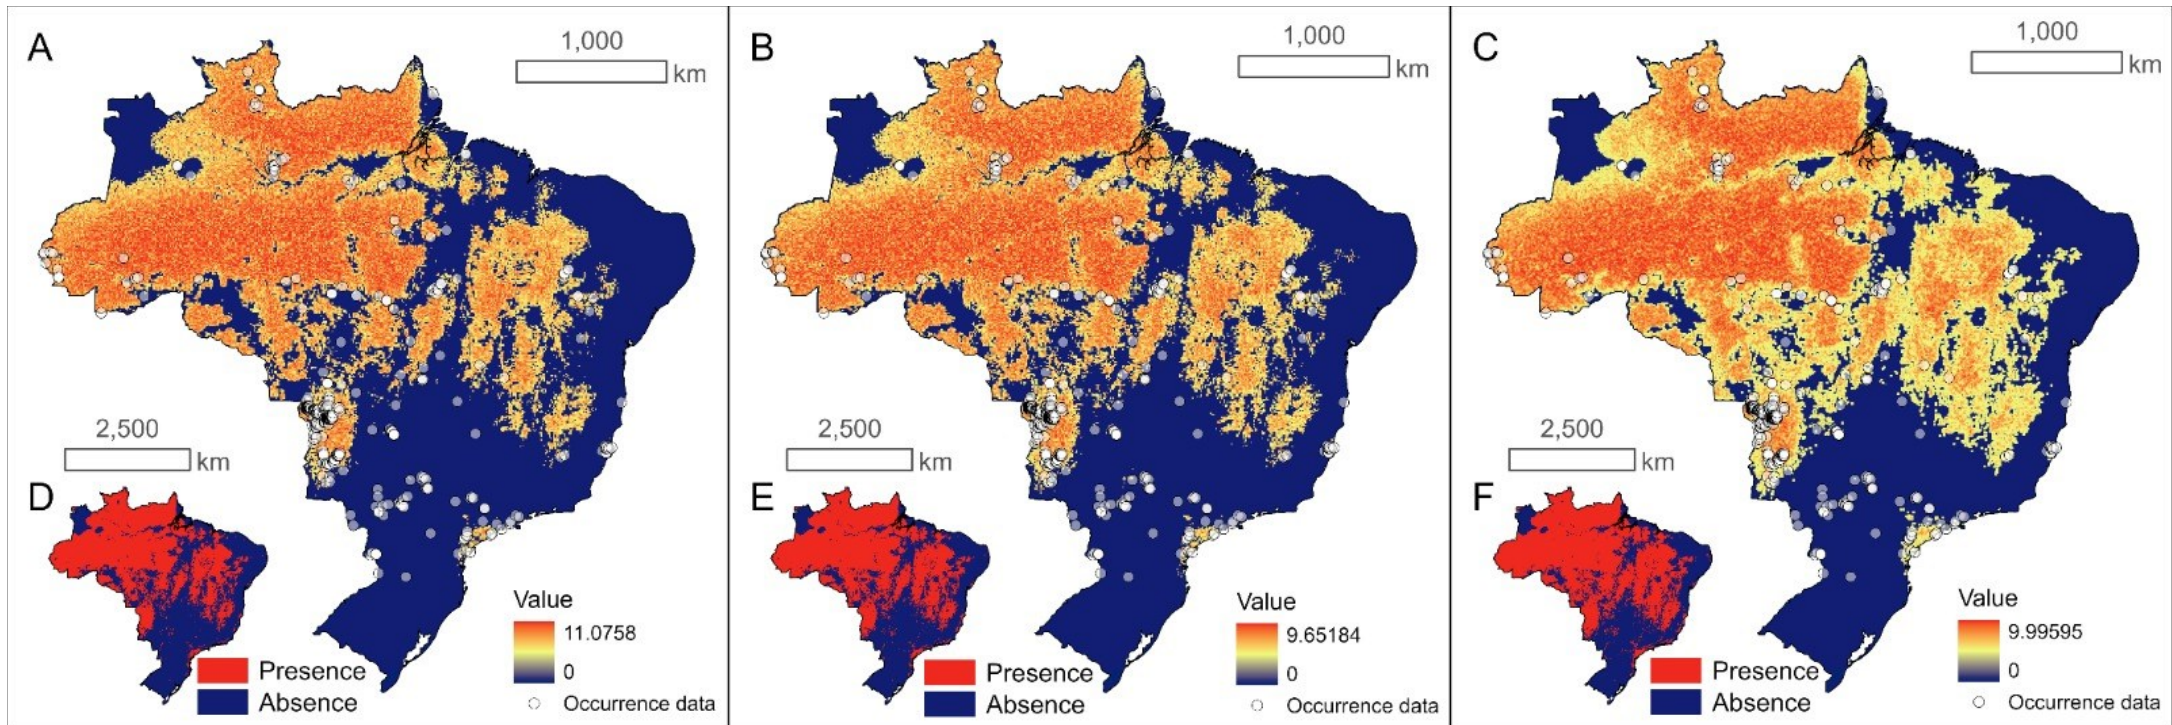 A
1,000
km
2,500
km
D
Value
11.0758
0
Presence
Absence
Occurrence data
B
1,000
km
2,500
km
E
Value
9.65184
0
Presence
Absence
Occurrence data
C
1,000
km
2,500
km
F
Value
9.99595
0
Presence
Absence
Occurrence data